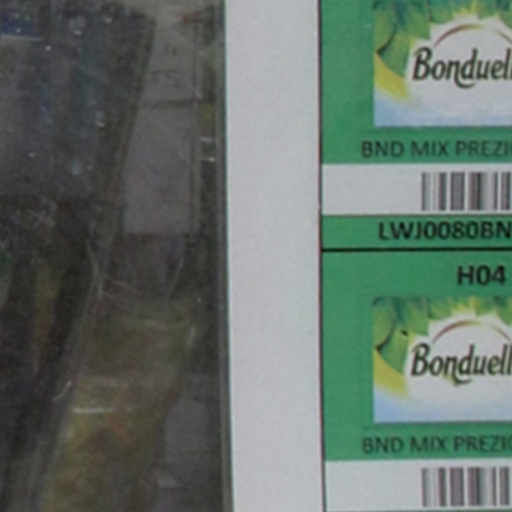 Bonduell
BND MIX PREZI
LWJ0080BN
H04
Bonduell
BND MIX PREZI